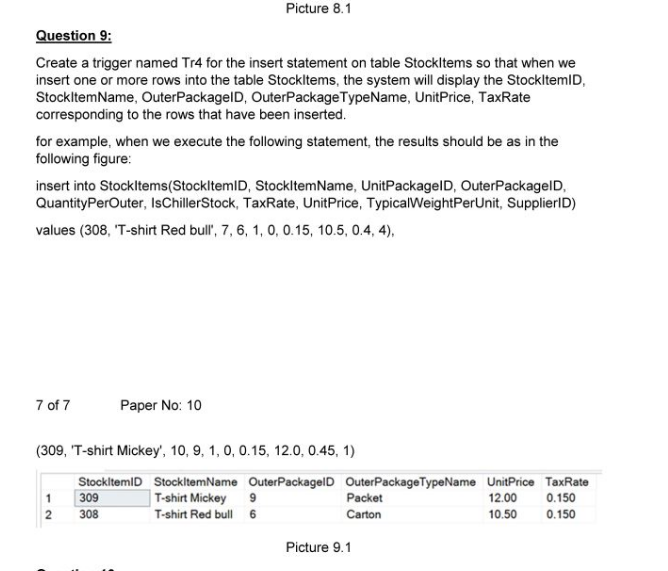 Picture 8.1
Question 9:
Create a trigger named Tr4 for the insert statement on table StockItems so that when we
insert one or more rows into the table StockItems, the system will display the StockItemID,
StockItemName, OuterPackageID, OuterPackageTypeName, UnitPrice, TaxRate
corresponding to the rows that have been inserted.
for example, when we execute the following statement, the results should be as in the
following figure:
insert into StockItems(StockItemID, StockItemName, UnitPackageID, OuterPackageID,
QuantityPerOuter, IsChillerStock, TaxRate, UnitPrice, TypicalWeightPerUnit, SupplierID)
values (308, 'T-shirt Red bull', 7, 6, 1, 0, 0.15, 10.5, 0.4, 4),
7 of 7 Paper No: 10
(309, 'T-shirt Mickey', 10, 9, 1, 0, 0.15, 12.0, 0.45, 1)
StockItemID StockItemName OuterPackageID OuterPackageTypeName UnitPrice TaxRate
1 309 T-shirt Mickey 9 Packet 12.00 0.150
2 308 T-shirt Red bull 6 Carton 10.50 0.150
Picture 9.1